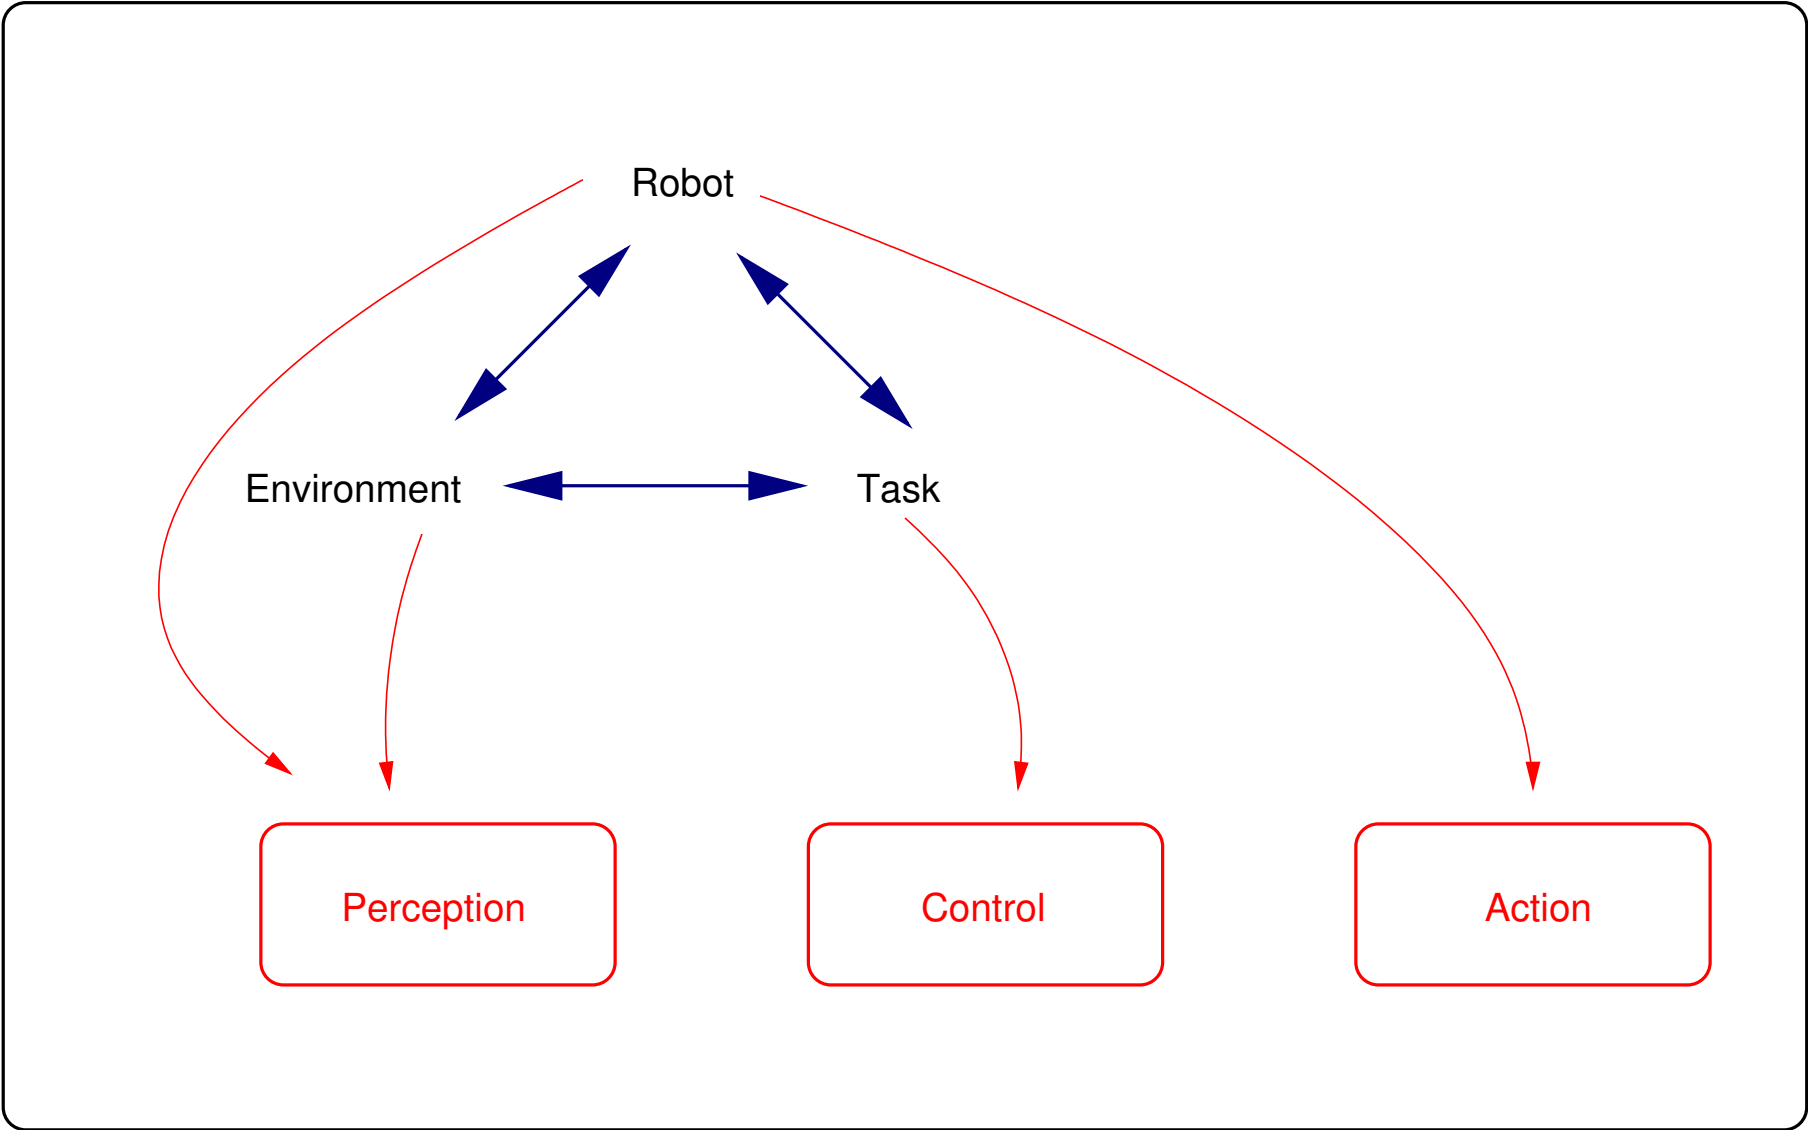 Robot
Environment
Task
Perception
Control
Action